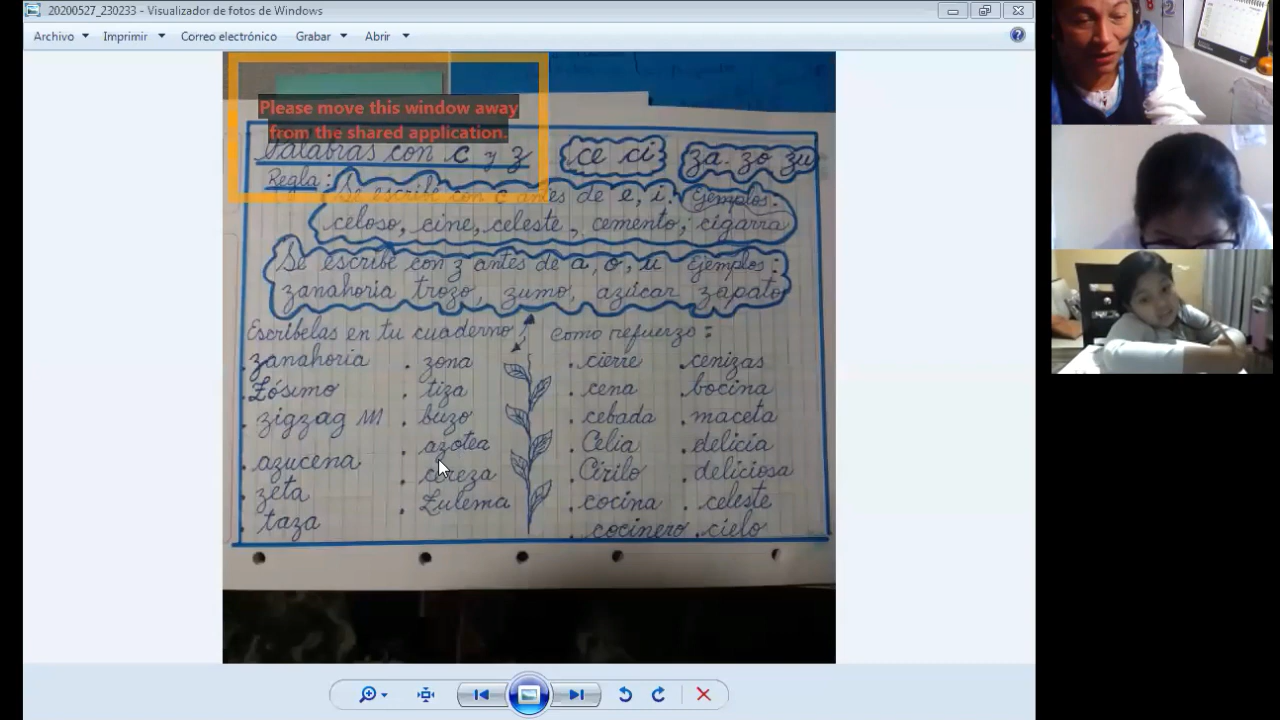 20200527_230233 - Visualizador de fotos de Windows
Archivo Imprimir Correo electrónico Grabar Abrir
Please move this window away
from the shared application.
Palabras con c y z ce ci za. zo zu
Regla: Se escribe con c antes de e, i. Ejemplos:
celoso, cine, celeste, cemento, cigarra
Se escribe con z antes de a, o, u Ejemplos:
zanahoria trozo, zumo, azúcar zapato
Escríbelas en tu cuaderno, como refuerzo:
. zanahoria . zona . cierre . cenizas
. Zósimo . tiza . cena . bocina
. zigzag . buzo . cebada . maceta
. azucena . azotea . Celia . delicia
. zeta . cereza . Cirilo . deliciosa
. taza . Zulema . cocina . celeste
. cocinero . cielo